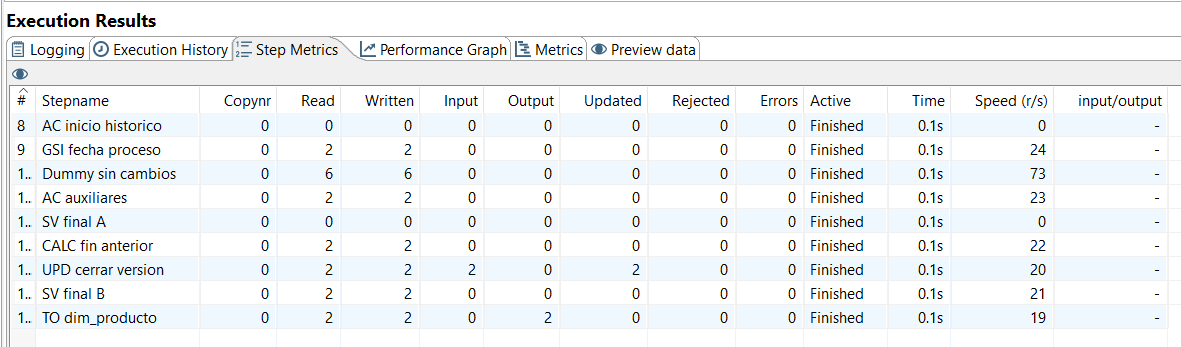 Execution Results
Logging Execution History Step Metrics Performance Graph Metrics Preview data
# Stepname Copynr Read Written Input Output Updated Rejected Errors Active Time Speed (r/s) input/output
8 AC inicio historico 0 0 0 0 0 0 0 0 Finished 0.1s 0 -
9 GSI fecha proceso 0 2 2 0 0 0 0 0 Finished 0.1s 24 -
1.. Dummy sin cambios 0 6 6 0 0 0 0 0 Finished 0.1s 73 -
1.. AC auxiliares 0 2 2 0 0 0 0 0 Finished 0.1s 23 -
1.. SV final A 0 0 0 0 0 0 0 0 Finished 0.1s 0 -
1.. CALC fin anterior 0 2 2 0 0 0 0 0 Finished 0.1s 22 -
1.. UPD cerrar version 0 2 2 2 0 2 0 0 Finished 0.1s 20 -
1.. SV final B 0 2 2 0 0 0 0 0 Finished 0.1s 21 -
1.. TO dim_producto 0 2 2 0 2 0 0 0 Finished 0.1s 19 -